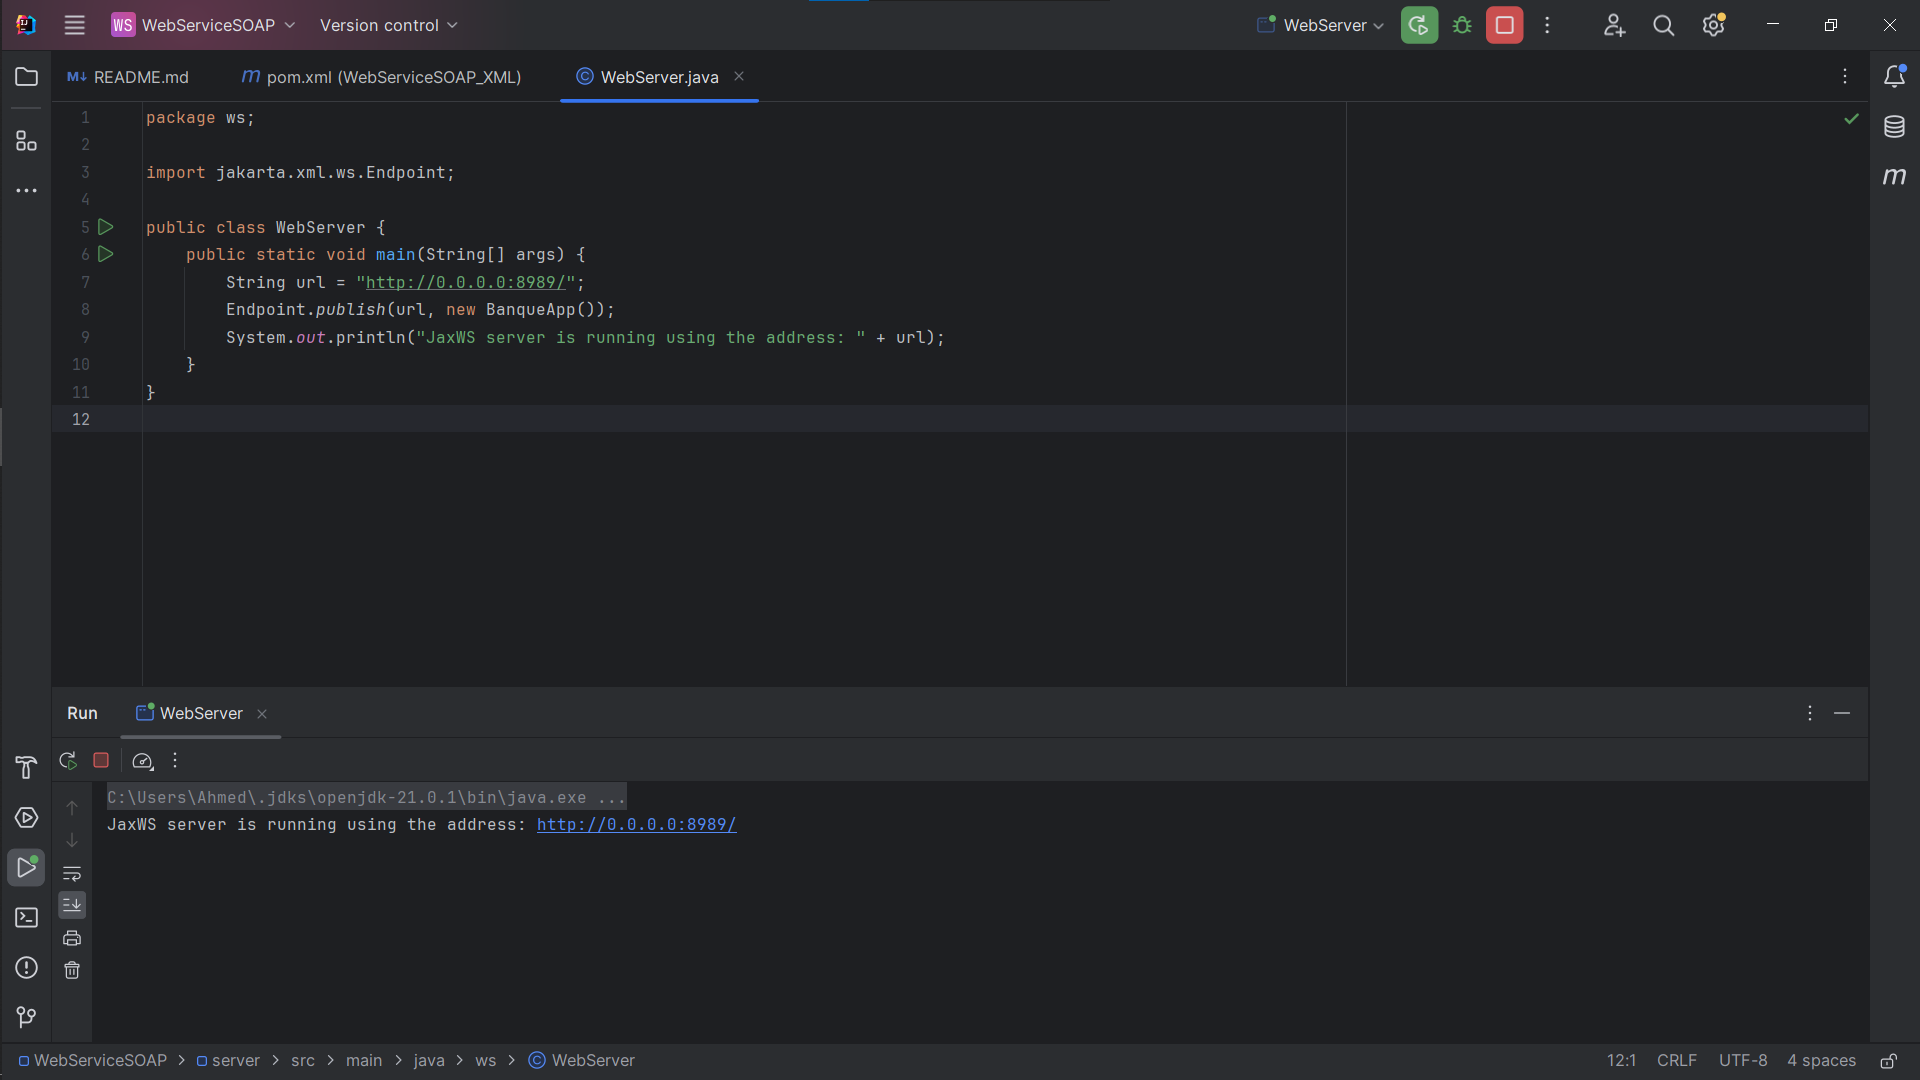 WS WebServiceSOAP Version control WebServer
README.md m pom.xml (WebServiceSOAP_XML) WebServer.java
1 package ws;
2
3 import jakarta.xml.ws.Endpoint;
4
5 public class WebServer {
6 public static void main(String[] args) {
7 String url = "http://0.0.0.0:8989/";
8 Endpoint.publish(url, new BanqueApp());
9 System.out.println("JaxWS server is running using the address: " + url);
10 }
11 }
12
Run WebServer
C:\Users\Ahmed\.jdks\openjdk-21.0.1\bin\java.exe ...
JaxWS server is running using the address: http://0.0.0.0:8989/
WebServiceSOAP > server > src > main > java > ws > WebServer 12:1 CRLF UTF-8 4 spaces